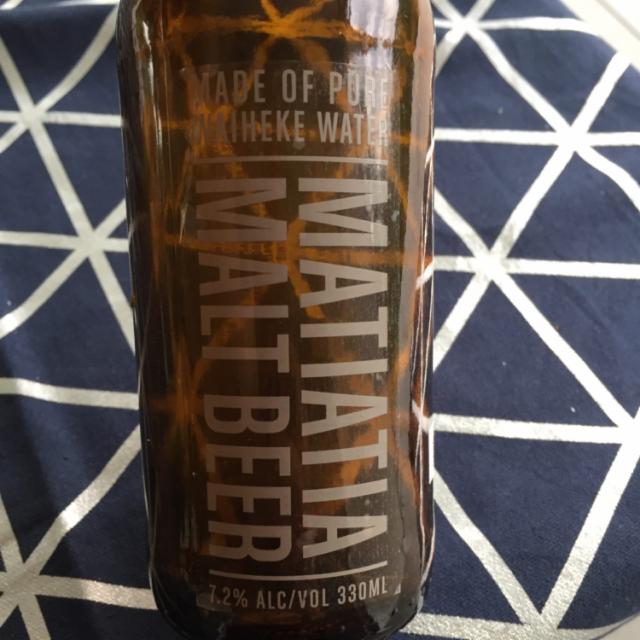 MADE OF PURE
WAIHEKE WATER
MATIATIA
MALT BEER
7.2% ALC/VOL 330ML